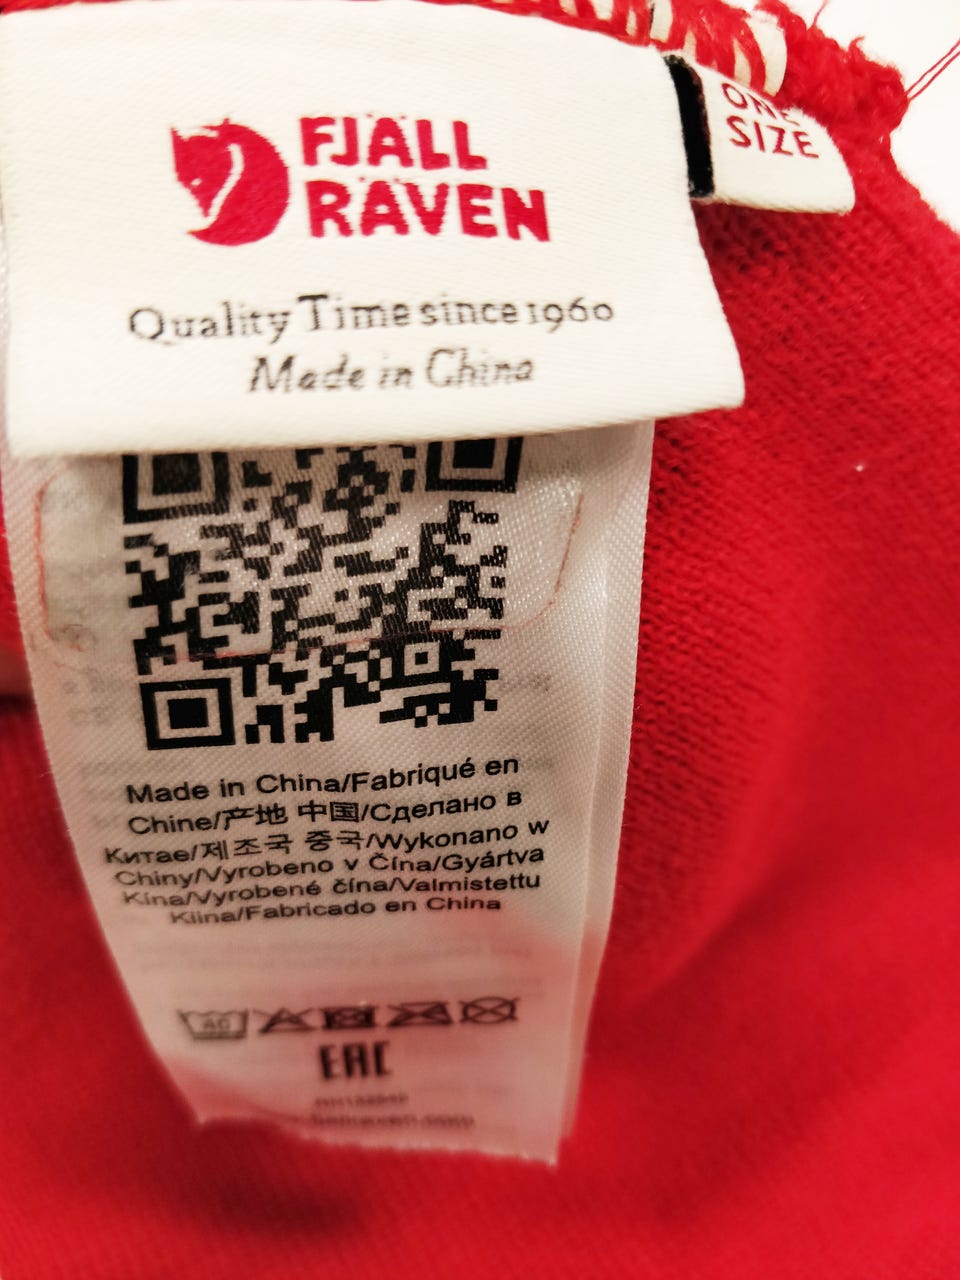 FJÄLL
RÄVEN
ONE
SIZE
Quality Time since 1960
Made in China
Made in China/Fabriqué en
Chine/产地 中国/Сделано в
Китае/제조국 중국/Wykonano w
Chiny/Vyrobeno v Čína/Gyártva
Kína/Vyrobené čína/Valmistettu
Kiina/Fabricado en China
40
EAC